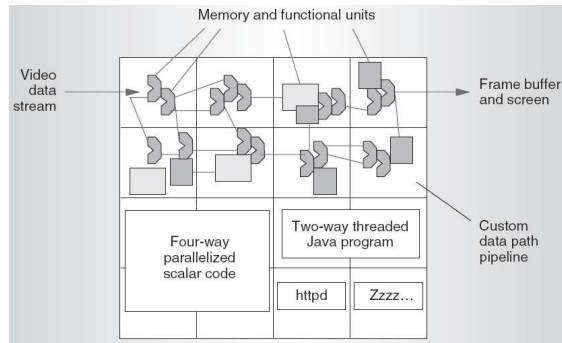 Memory and functional units
Video
data
stream
Frame buffer
and screen
Custom
data path
pipeline
Four-way
parallelized
scalar code
Two-way threaded
Java program
httpd
Zzzz...